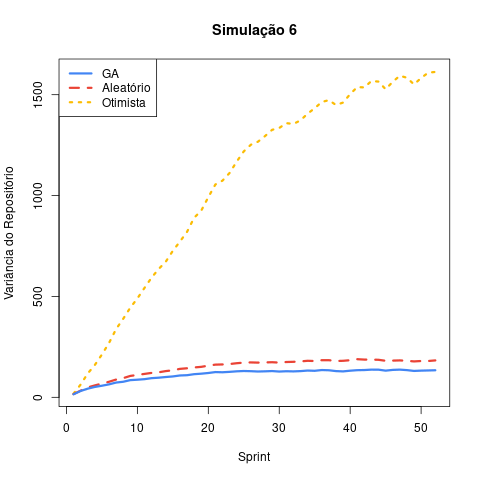 Simulação 6
GA
Aleatório
Otimista
Variância do Repositório
0
500
1000
1500
0 10 20 30 40 50
Sprint